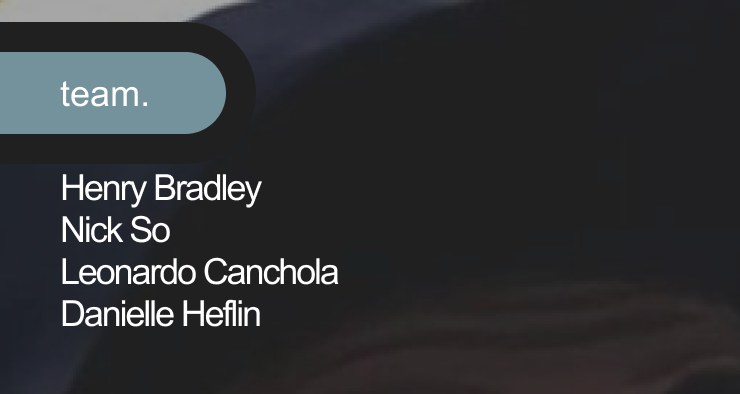 team.
Henry Bradley
Nick So
Leonardo Canchola
Danielle Heflin